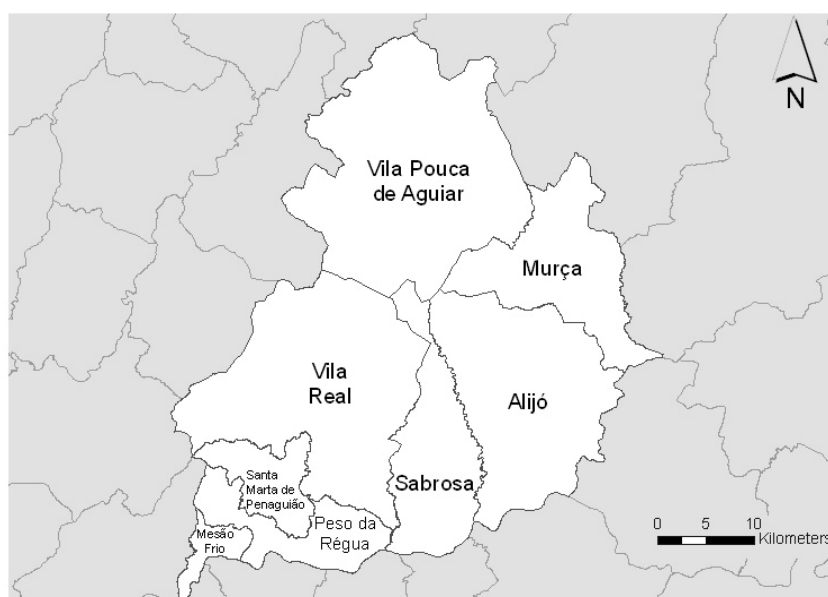 N
Vila Pouca
de Aguiar
Murça
Vila
Real
Alijó
Santa
Marta de
Penaguião
Sabrosa
Peso da
Régua
Mesão
Frio
0 5 10
Kilometers